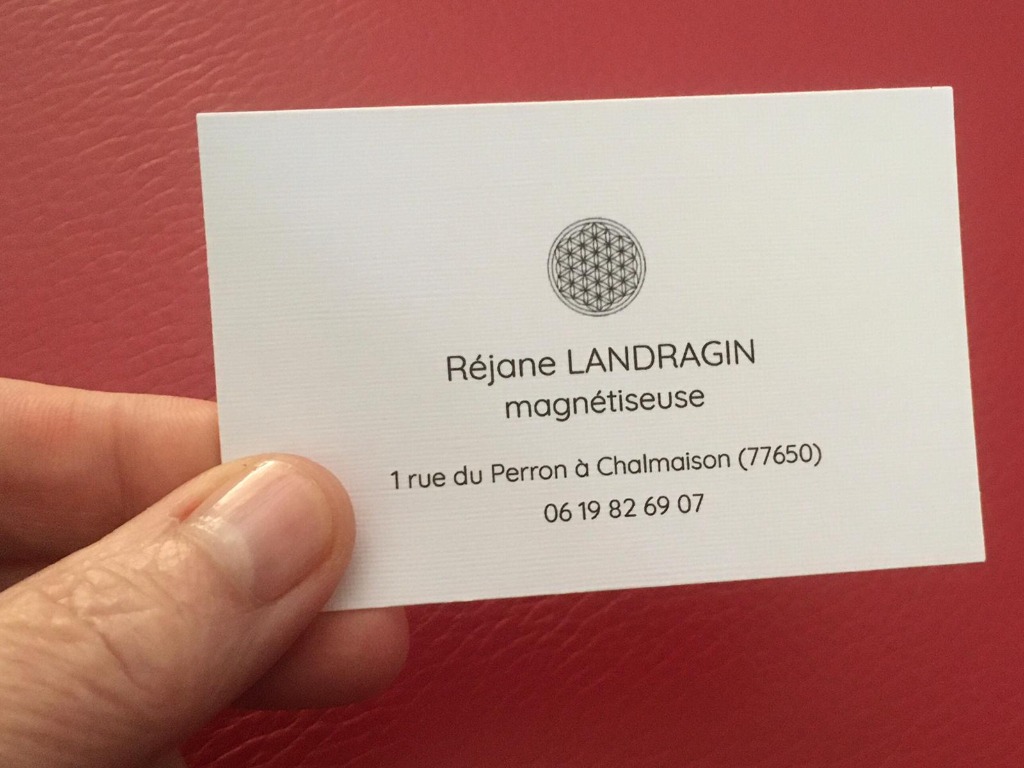 Réjane LANDRAGIN
magnétiseuse
1 rue du Perron à Chalmaison (77650)
06 19 82 69 07